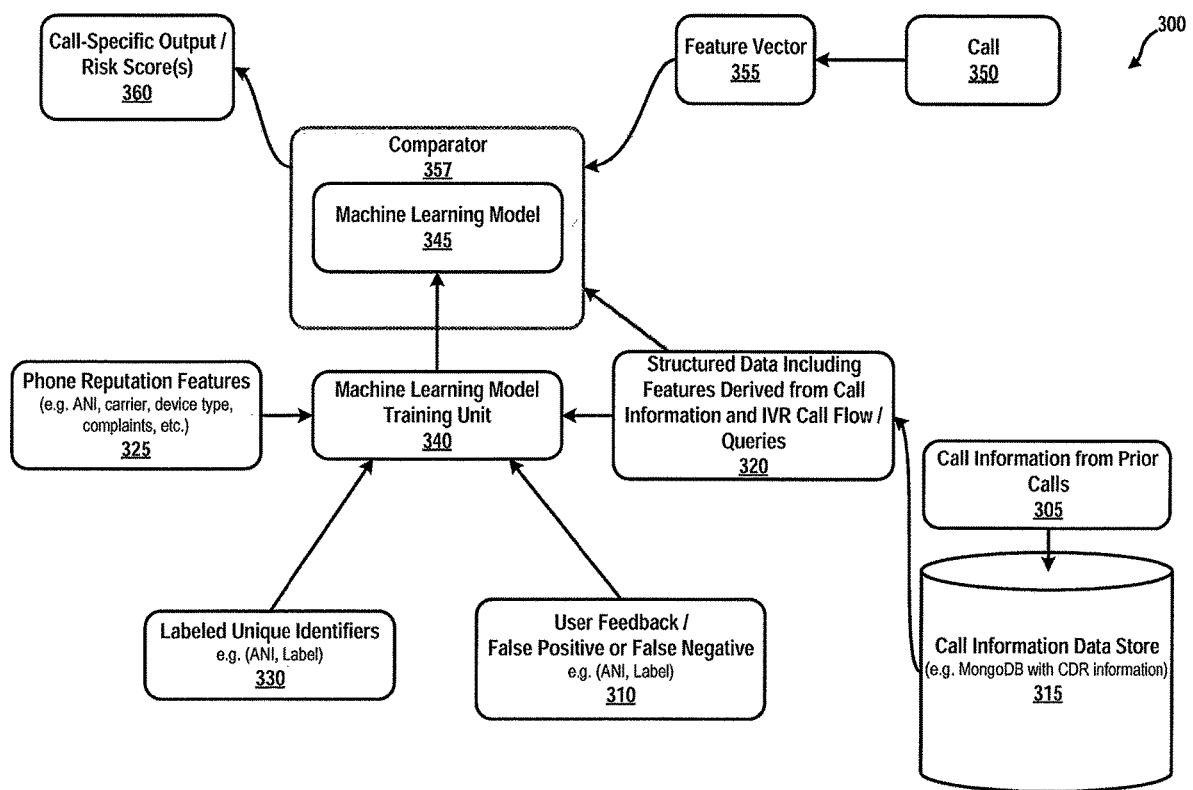 Call-Specific Output /
Risk Score(s)
360
Feature Vector
355
Call
350
300
Comparator
357
Machine Learning Model
345
Phone Reputation Features
(e.g. ANI, carrier, device type,
complaints, etc.)
325
Machine Learning Model
Training Unit
340
Structured Data Including
Features Derived from Call
Information and IVR Call Flow /
Queries
320
Call Information from Prior
Calls
305
Labeled Unique Identifiers
e.g. (ANI, Label)
330
User Feedback /
False Positive or False Negative
e.g. (ANI, Label)
310
Call Information Data Store
(e.g. MongoDB with CDR information)
315